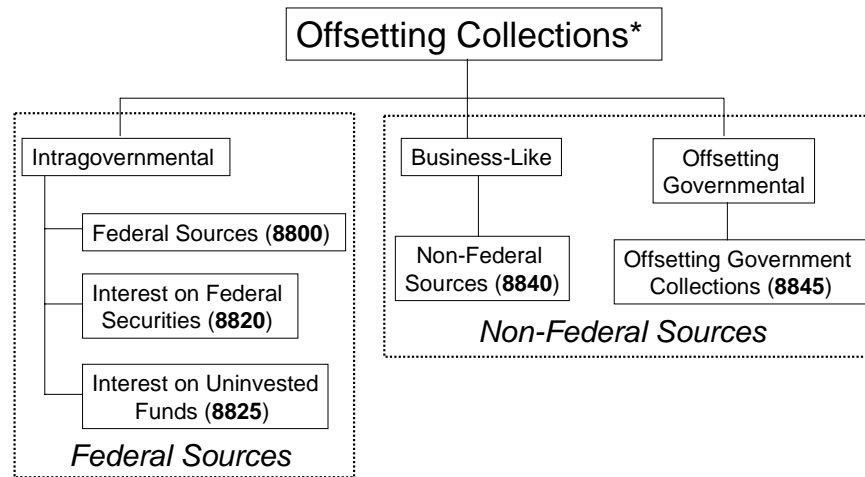 Offsetting Collections*
Intragovernmental
Federal Sources (8800)
Interest on Federal
Securities (8820)
Interest on Uninvested
Funds (8825)
Federal Sources
Business-Like
Non-Federal
Sources (8840)
Offsetting
Governmental
Offsetting Government
Collections (8845)
Non-Federal Sources